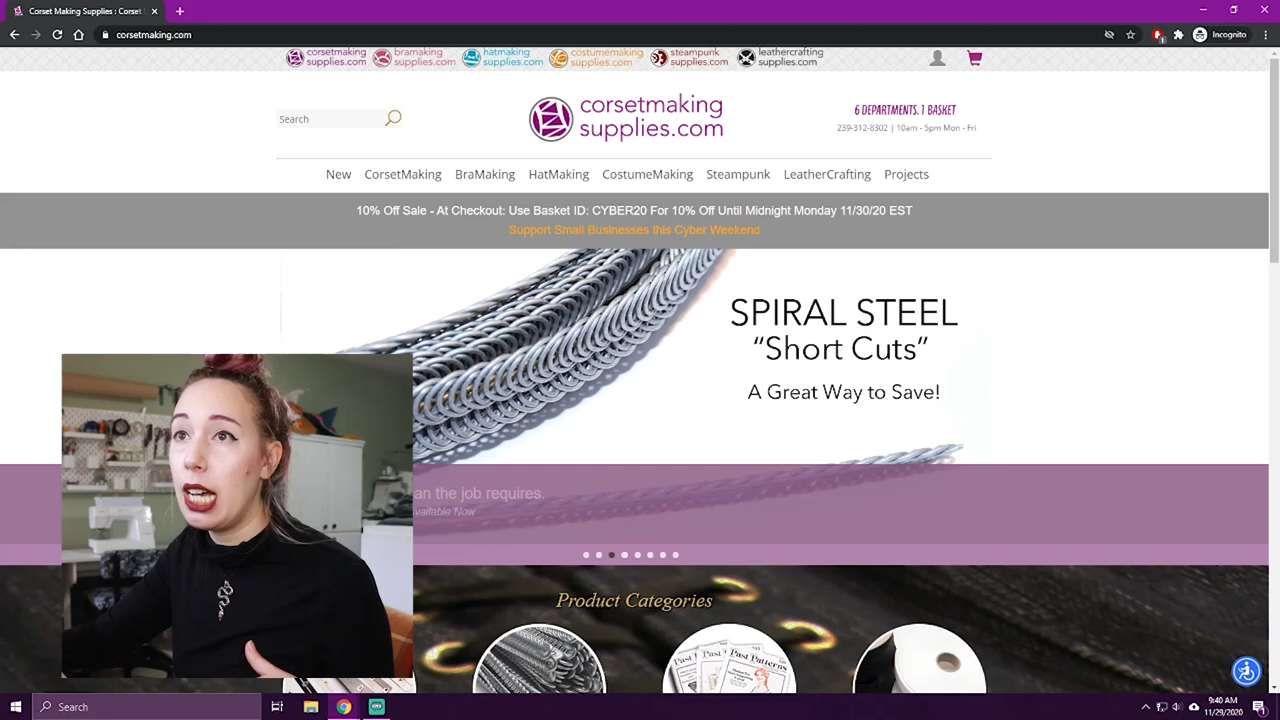 Corset Making Supplies : Corset
corsetmaking.com
Incognito
corsetmaking supplies.com
bramaking supplies.com
hatmaking supplies.com
costumemaking supplies.com
steampunk supplies.com
leathercrafting supplies.com
Search
corsetmaking
supplies.com
6 DEPARTMENTS. 1 BASKET
239-312-8302 | 10am - 5pm Mon - Fri
New CorsetMaking BraMaking HatMaking CostumeMaking Steampunk LeatherCrafting Projects
10% Off Sale - At Checkout: Use Basket ID: CYBER20 For 10% Off Until Midnight Monday 11/30/20 EST
Support Small Businesses this Cyber Weekend
SPIRAL STEEL
“Short Cuts”
A Great Way to Save!
an the job requires.
Available Now
Product Categories
Past Patterns
Search
9:40 AM
11/29/2020